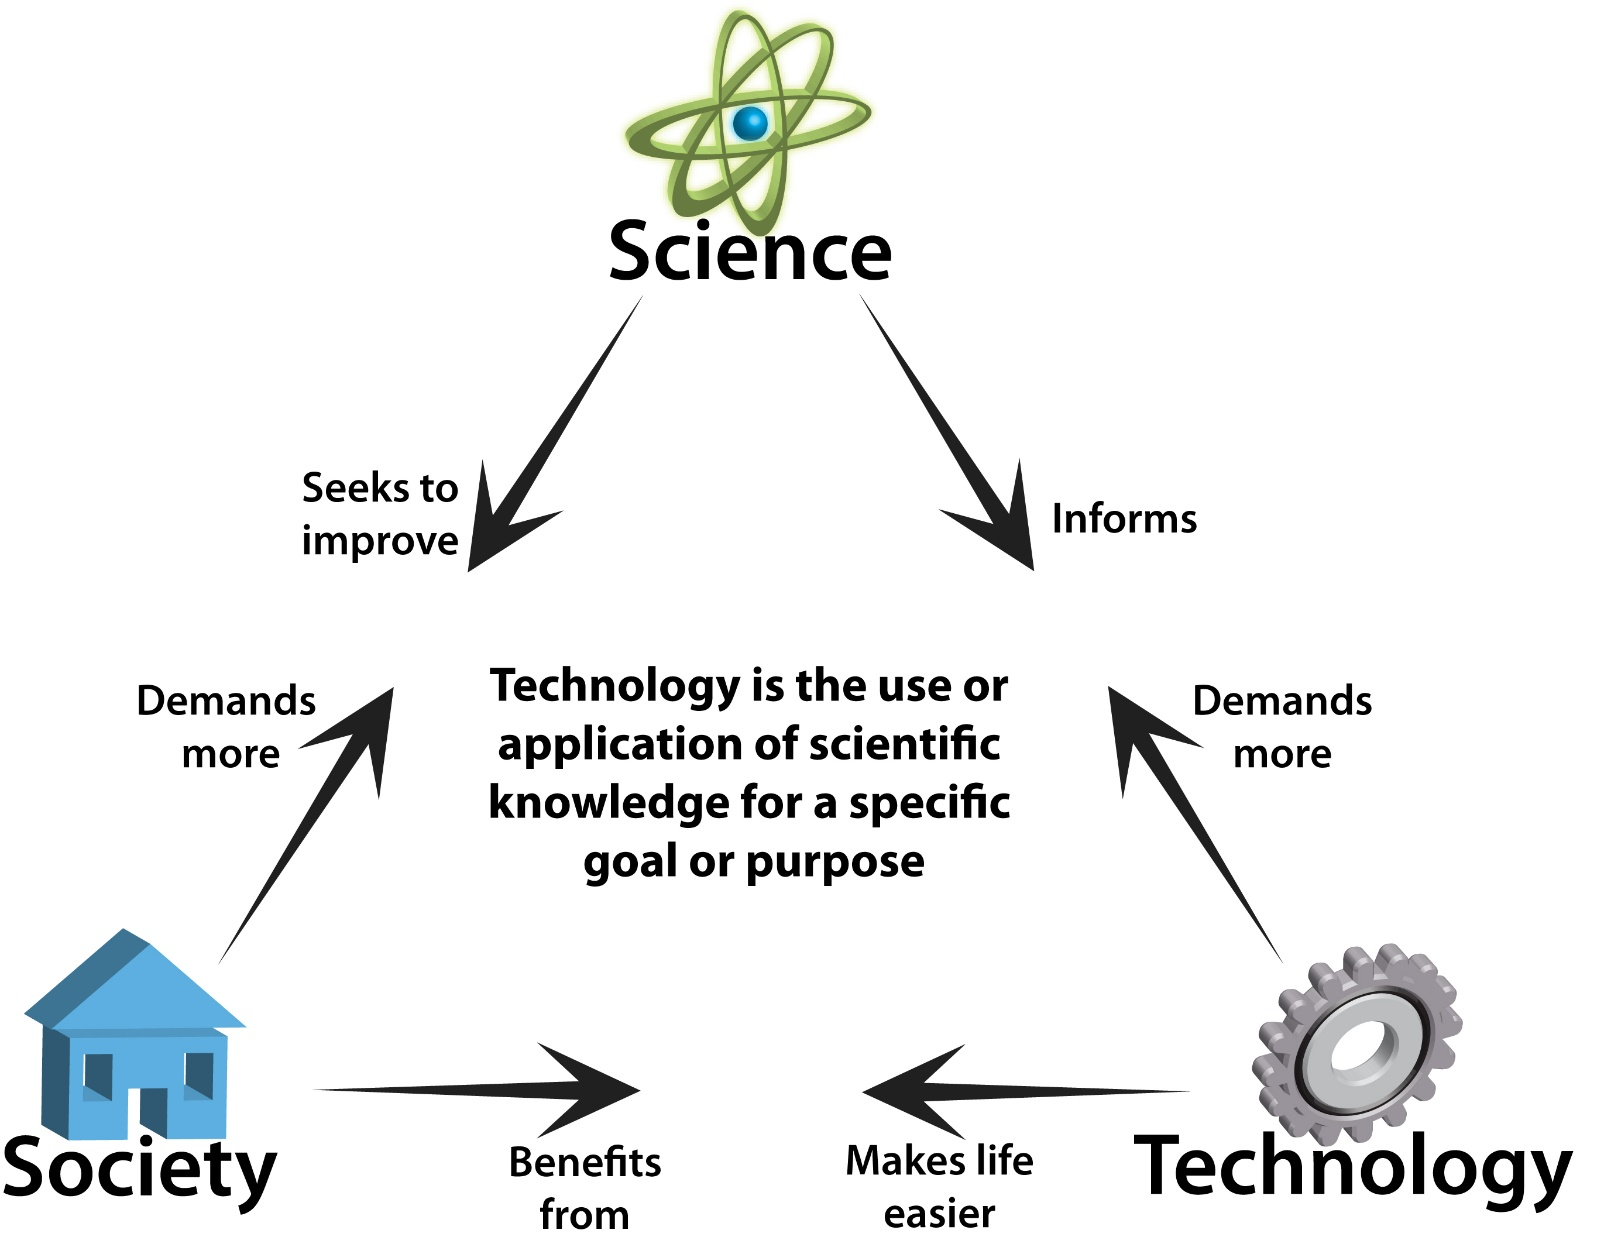 Science
Seeks to
improve
Informs
Demands
more
Technology is the use or
application of scientific
knowledge for a specific
goal or purpose
Demands
more
Society
Benefits
from
Makes life
easier
Technology